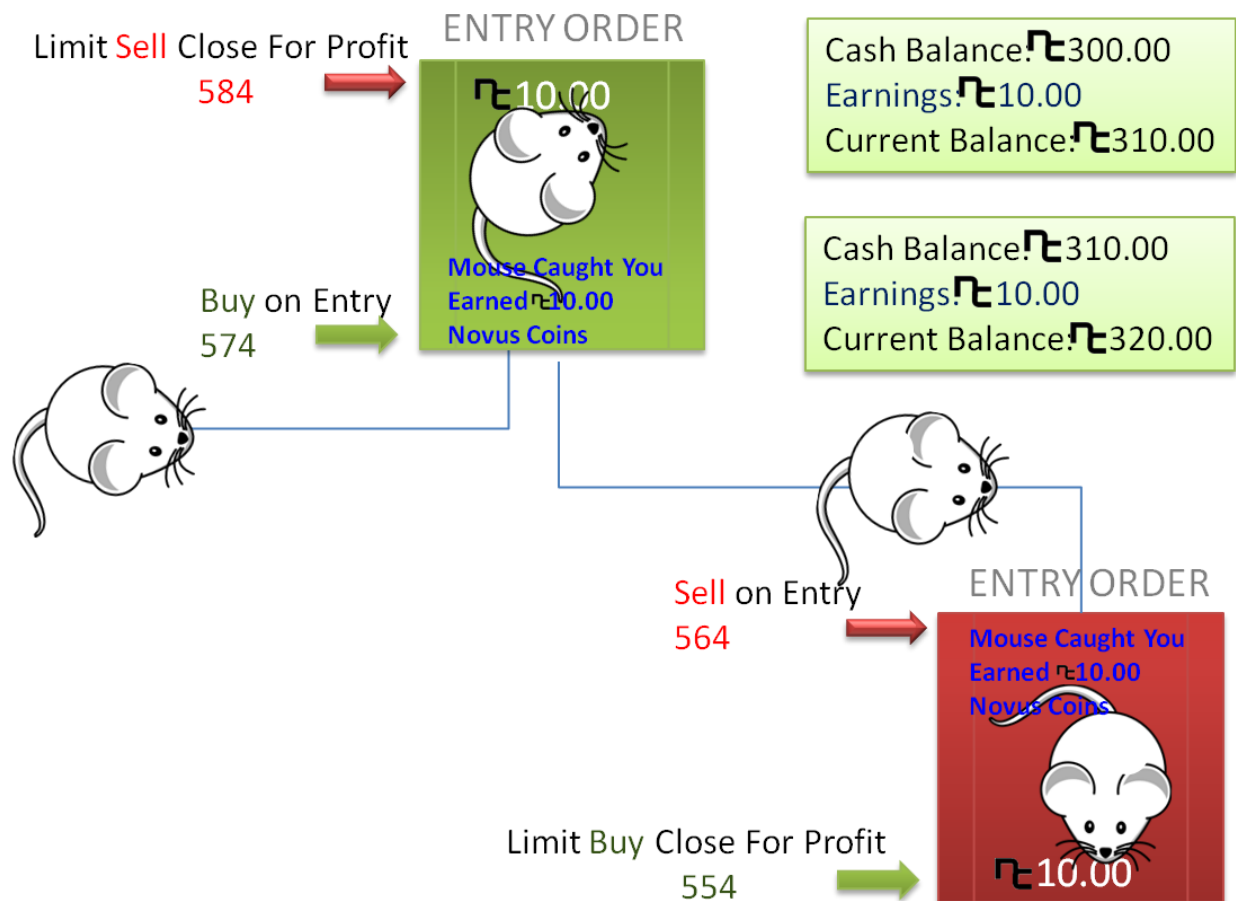 ENTRY ORDER
Limit Sell Close For Profit
584
10.00
Mouse Caught You
Earned 10.00
Novus Coins
Buy on Entry
574
Cash Balance: 300.00
Earnings: 10.00
Current Balance: 310.00
Cash Balance: 310.00
Earnings: 10.00
Current Balance: 320.00
ENTRY ORDER
Sell on Entry
564
Mouse Caught You
Earned 10.00
Novus Coins
Limit Buy Close For Profit
554
10.00